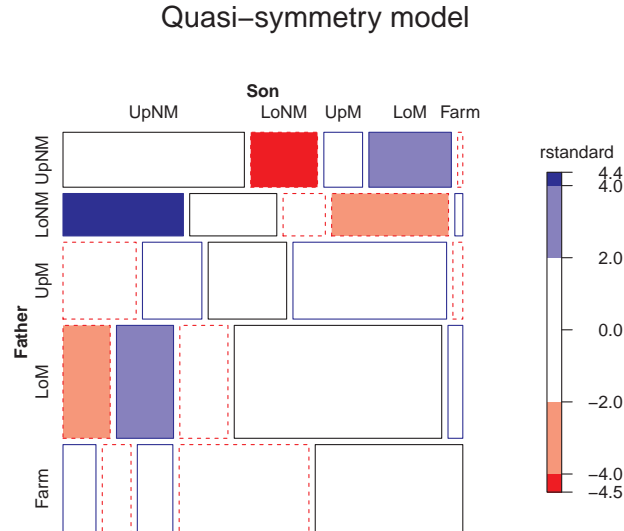 Quasi−symmetry model
Son
UpNM LoNM UpM LoM Farm
Father
UpNM
LoNM
UpM
LoM
Farm
rstandard
4.4
4.0
2.0
0.0
−2.0
−4.0
−4.5